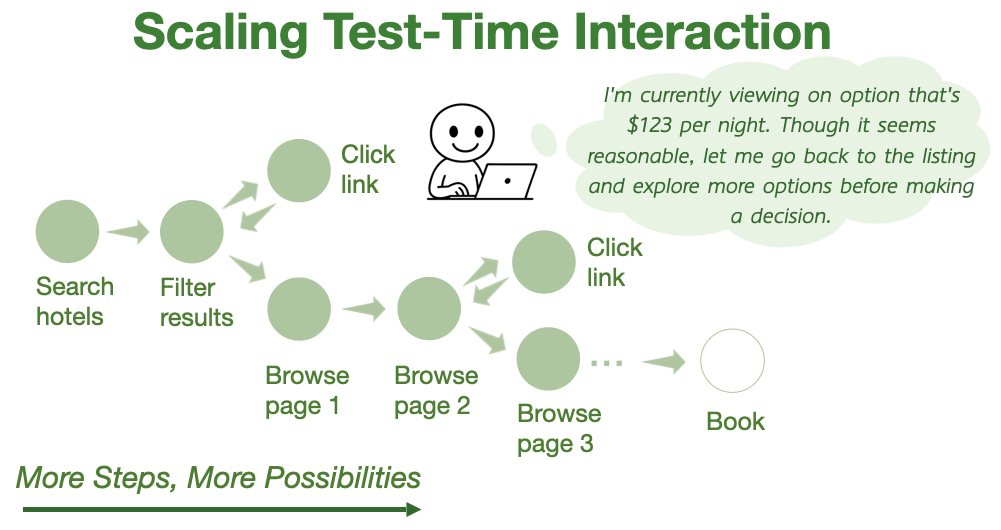 Scaling Test-Time Interaction
I'm currently viewing on option that's
$123 per night. Though it seems
reasonable, let me go back to the listing
and explore more options before making
a decision.
Click
link
Search
hotels
Filter
results
Click
link
Browse
page 1
Browse
page 2
Browse
page 3
...
Book
More Steps, More Possibilities